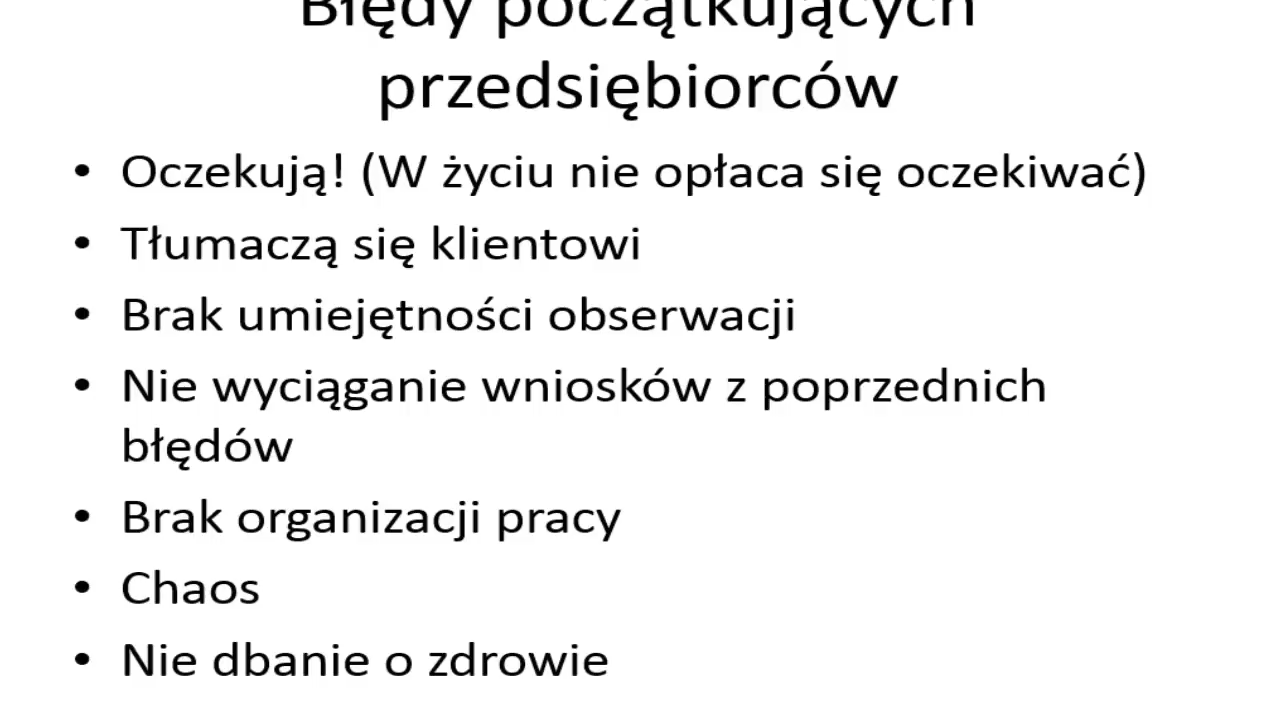 Błędy początkujących
przedsiębiorców
• Oczekują! (W życiu nie opłaca się oczekiwać)
• Tłumaczą się klientowi
• Brak umiejętności obserwacji
• Nie wyciąganie wniosków z poprzednich
błędów
• Brak organizacji pracy
• Chaos
• Nie dbanie o zdrowie